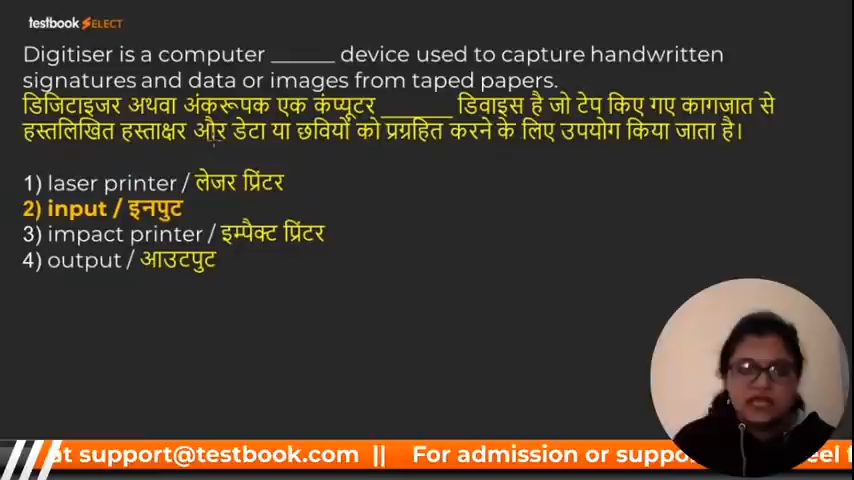 testbook SELECT
Digitiser is a computer ______ device used to capture handwritten
signatures and data or images from taped papers.
डिजिटाइजर अथवा अंकरूपक एक कंप्यूटर ______ डिवाइस है जो टेप किए गए कागजात से
हस्तलिखित हस्ताक्षर और डेटा या छवियों को प्रग्रहित करने के लिए उपयोग किया जाता है।
1) laser printer / लेजर प्रिंटर
2) input / इनपुट
3) impact printer / इम्पैक्ट प्रिंटर
4) output / आउटपुट
at support@testbook.com || For admission or suppo eel f